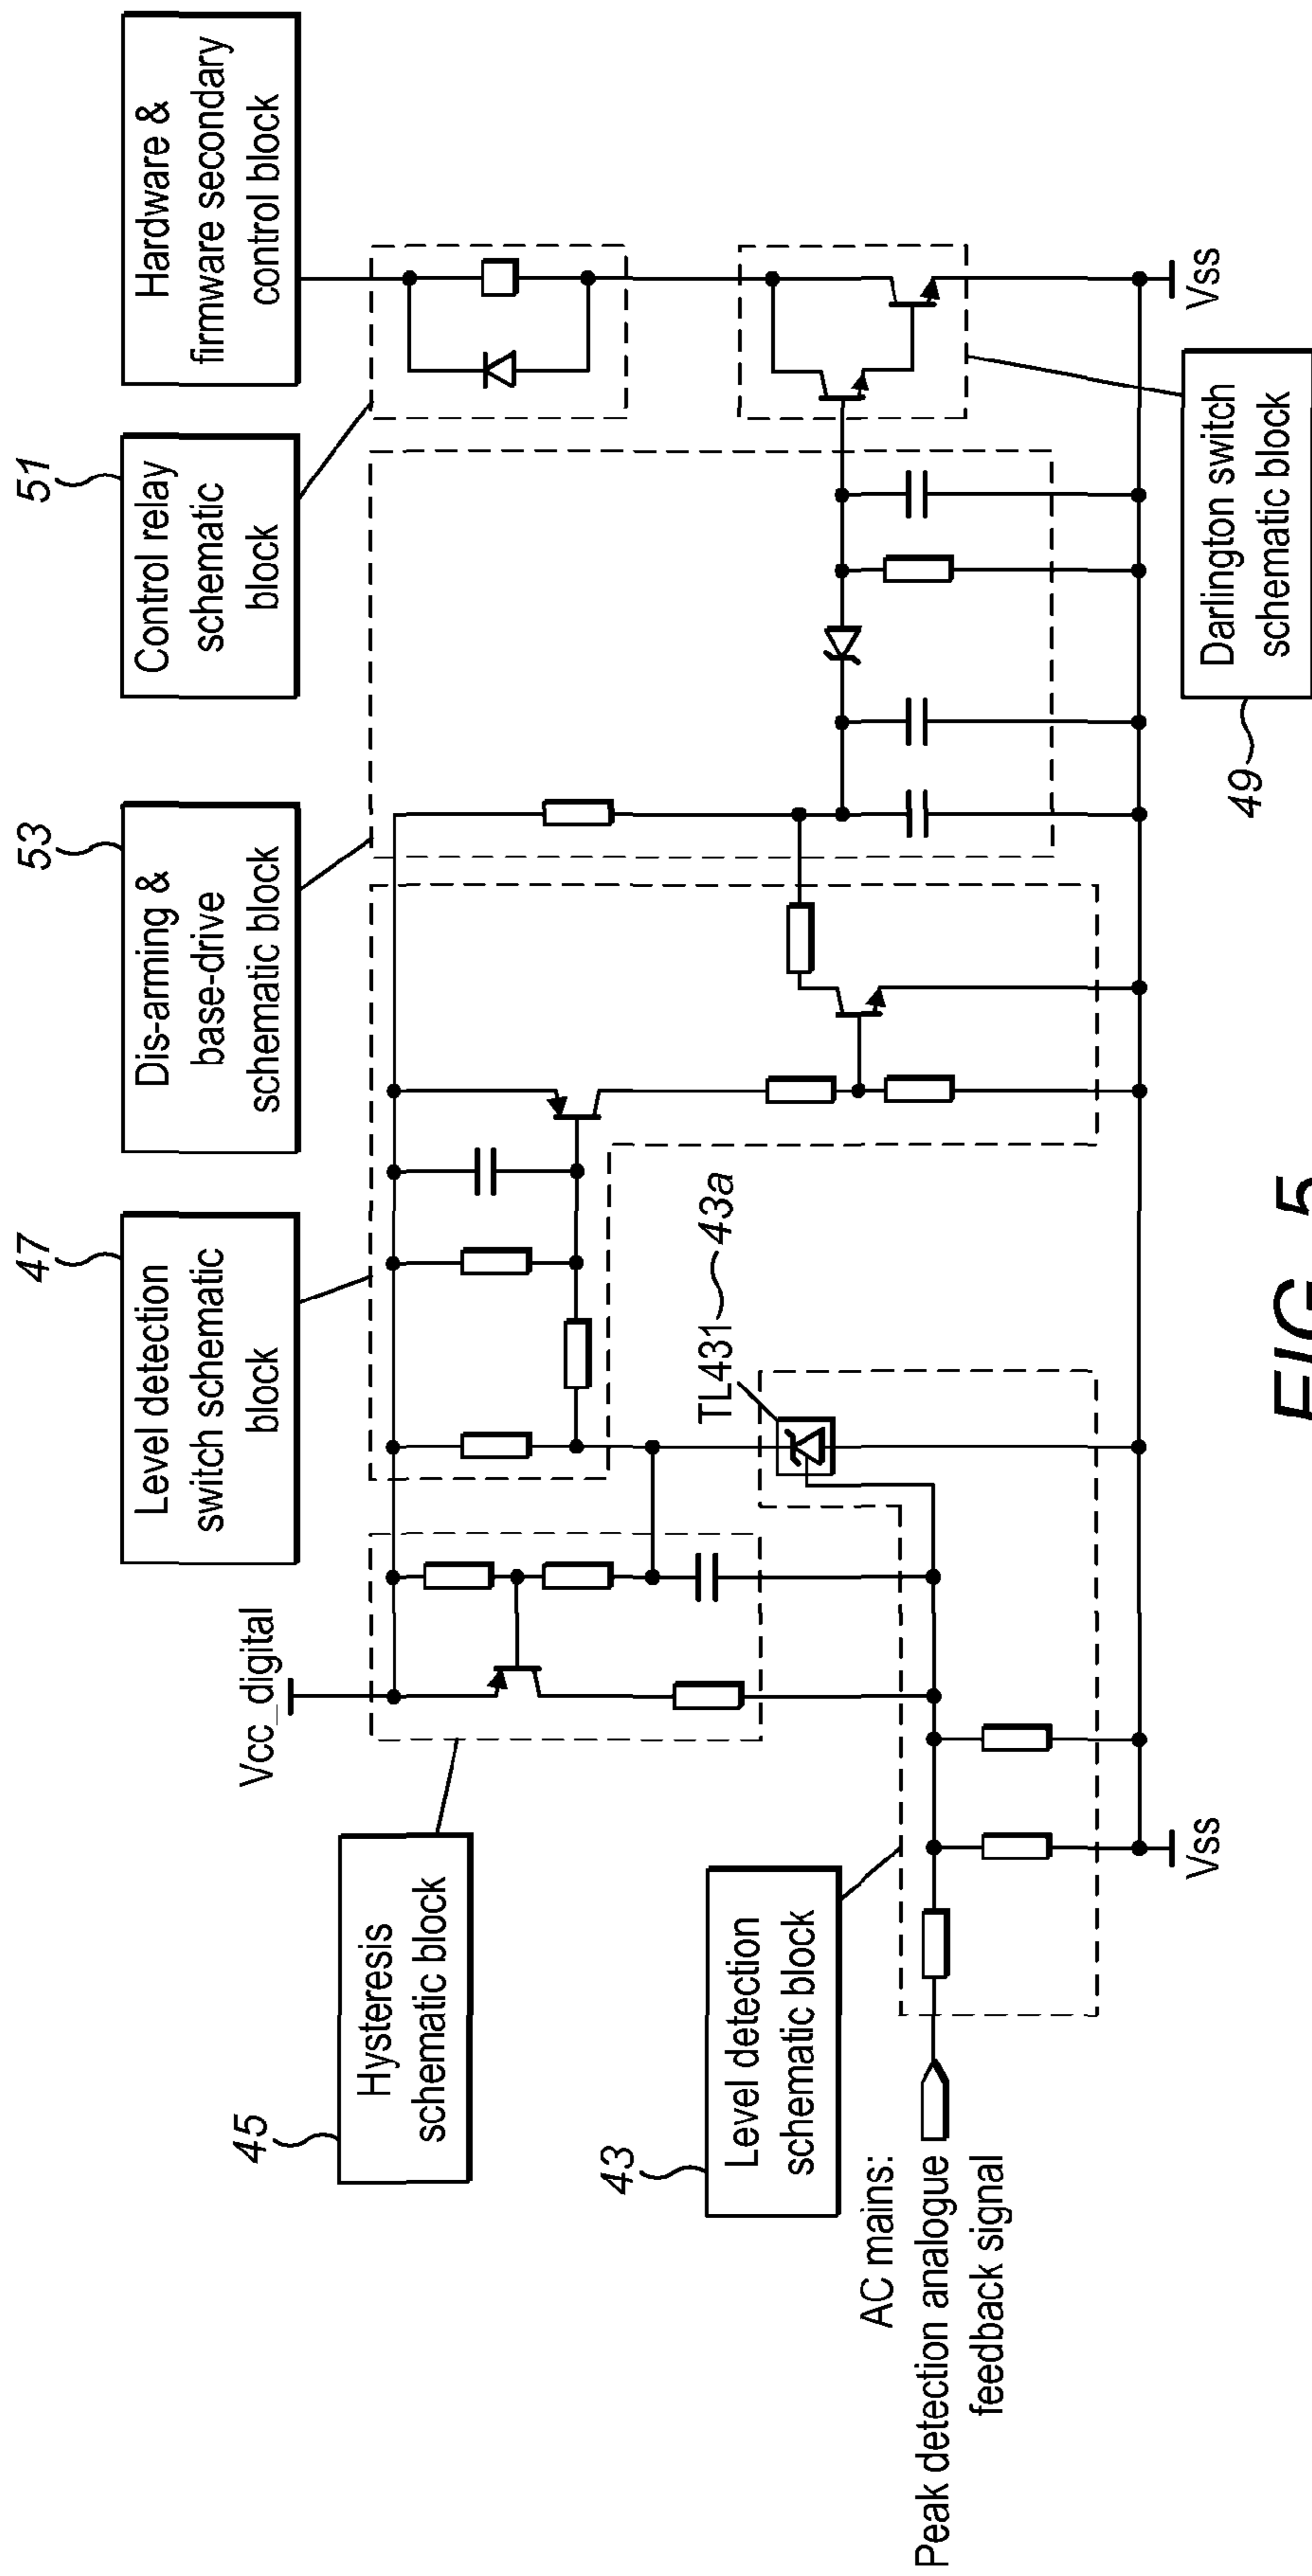 45
Hysteresis
schematic block
Vcc_digital
47
Level detection
switch schematic
block
53
Dis-arming &
base-drive
schematic block
51
Control relay
schematic
block
Hardware &
firmware secondary
control block
43
Level detection
schematic block
TL431
43a
AC mains:
Peak detection analogue
feedback signal
Vss
49
Darlington switch
schematic block
Vss
FIG. 5